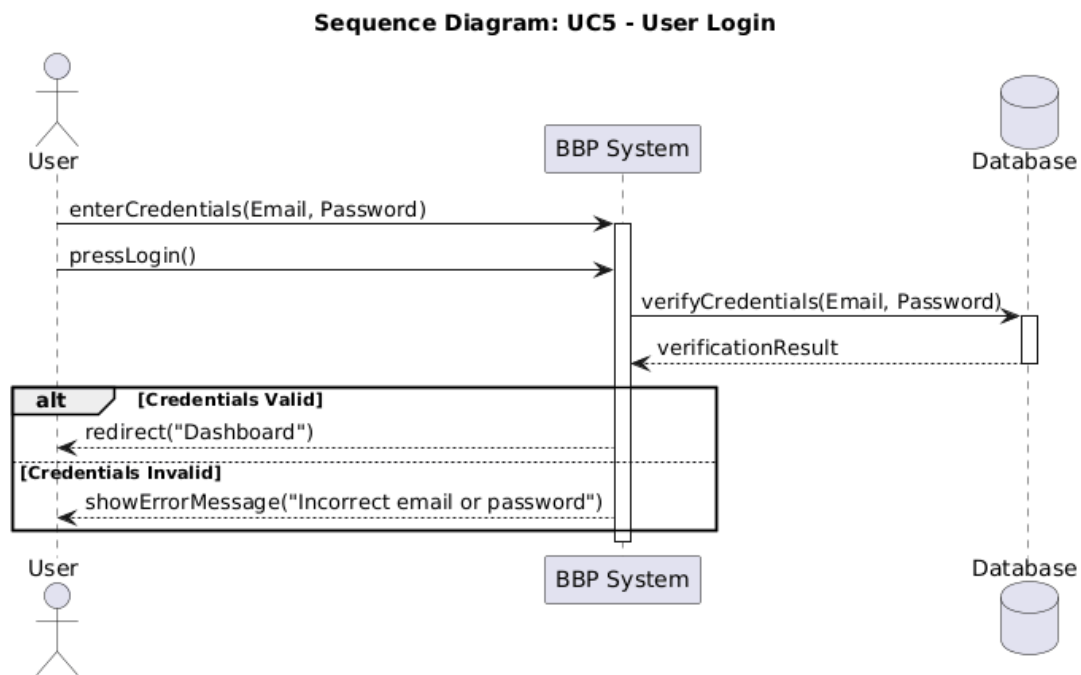 Sequence Diagram: UC5 - User Login
User
BBP System
Database
enterCredentials(Email, Password)
pressLogin()
verifyCredentials(Email, Password)
verificationResult
alt [Credentials Valid]
redirect("Dashboard")
[Credentials Invalid]
showErrorMessage("Incorrect email or password")
User
BBP System
Database